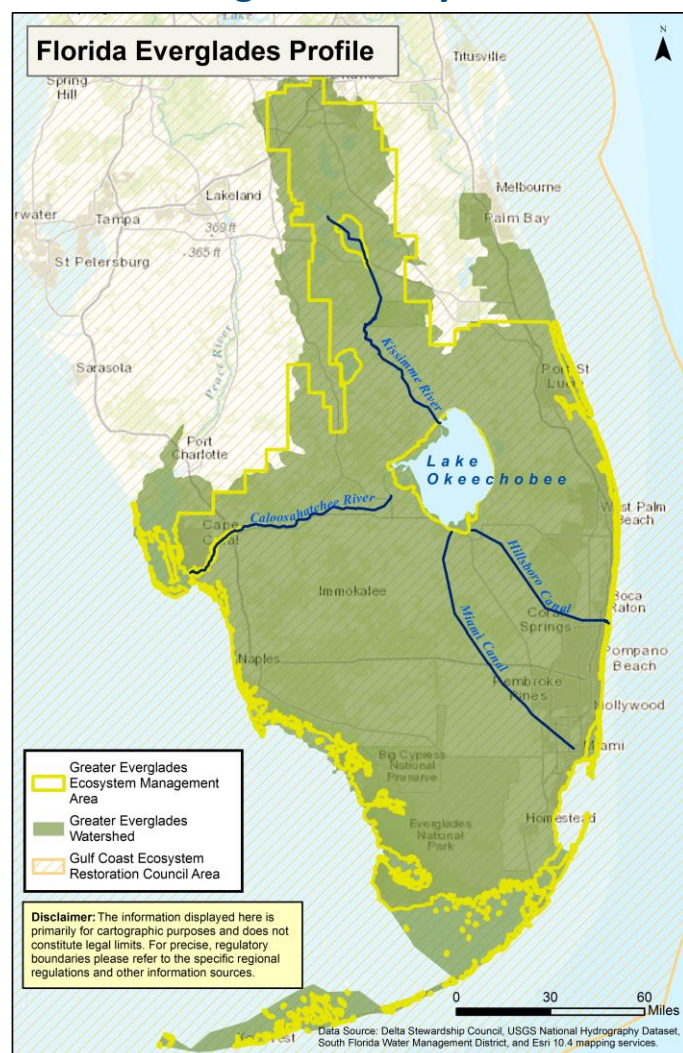 Florida Everglades Profile
N
Titusville
Spring
Hill
Lakeland
Melbourne
Palm Bay
Tampa
369 ft
365 ft
St Petersburg
Kissimme River
Peace River
Sarasota
Port St
Lucie
Port
Charlotte
Lake
Okeechobee
West Palm
Beach
Caloosahatchee River
Cape
Coral
Hillsboro Canal
Immokalee
Boca
Raton
Coral
Springs
Miami Canal
Pompano
Beach
Naples
Pembroke
Pines
Hollywood
Miami
Big Cypress
National
Preserve
Homestead
Everglades
National
Park
Greater Everglades
Ecosystem Management
Area
Greater Everglades
Watershed
Gulf Coast Ecosystem
Restoration Council Area
Disclaimer: The information displayed here is
primarily for cartographic purposes and does not
constitute legal limits. For precise, regulatory
boundaries please refer to the specific regional
regulations and other information sources.
0 30 60
Miles
Data Source: Delta Stewardship Council, USGS National Hydrography Dataset,
South Florida Water Management District, and Esri 10.4 mapping services.